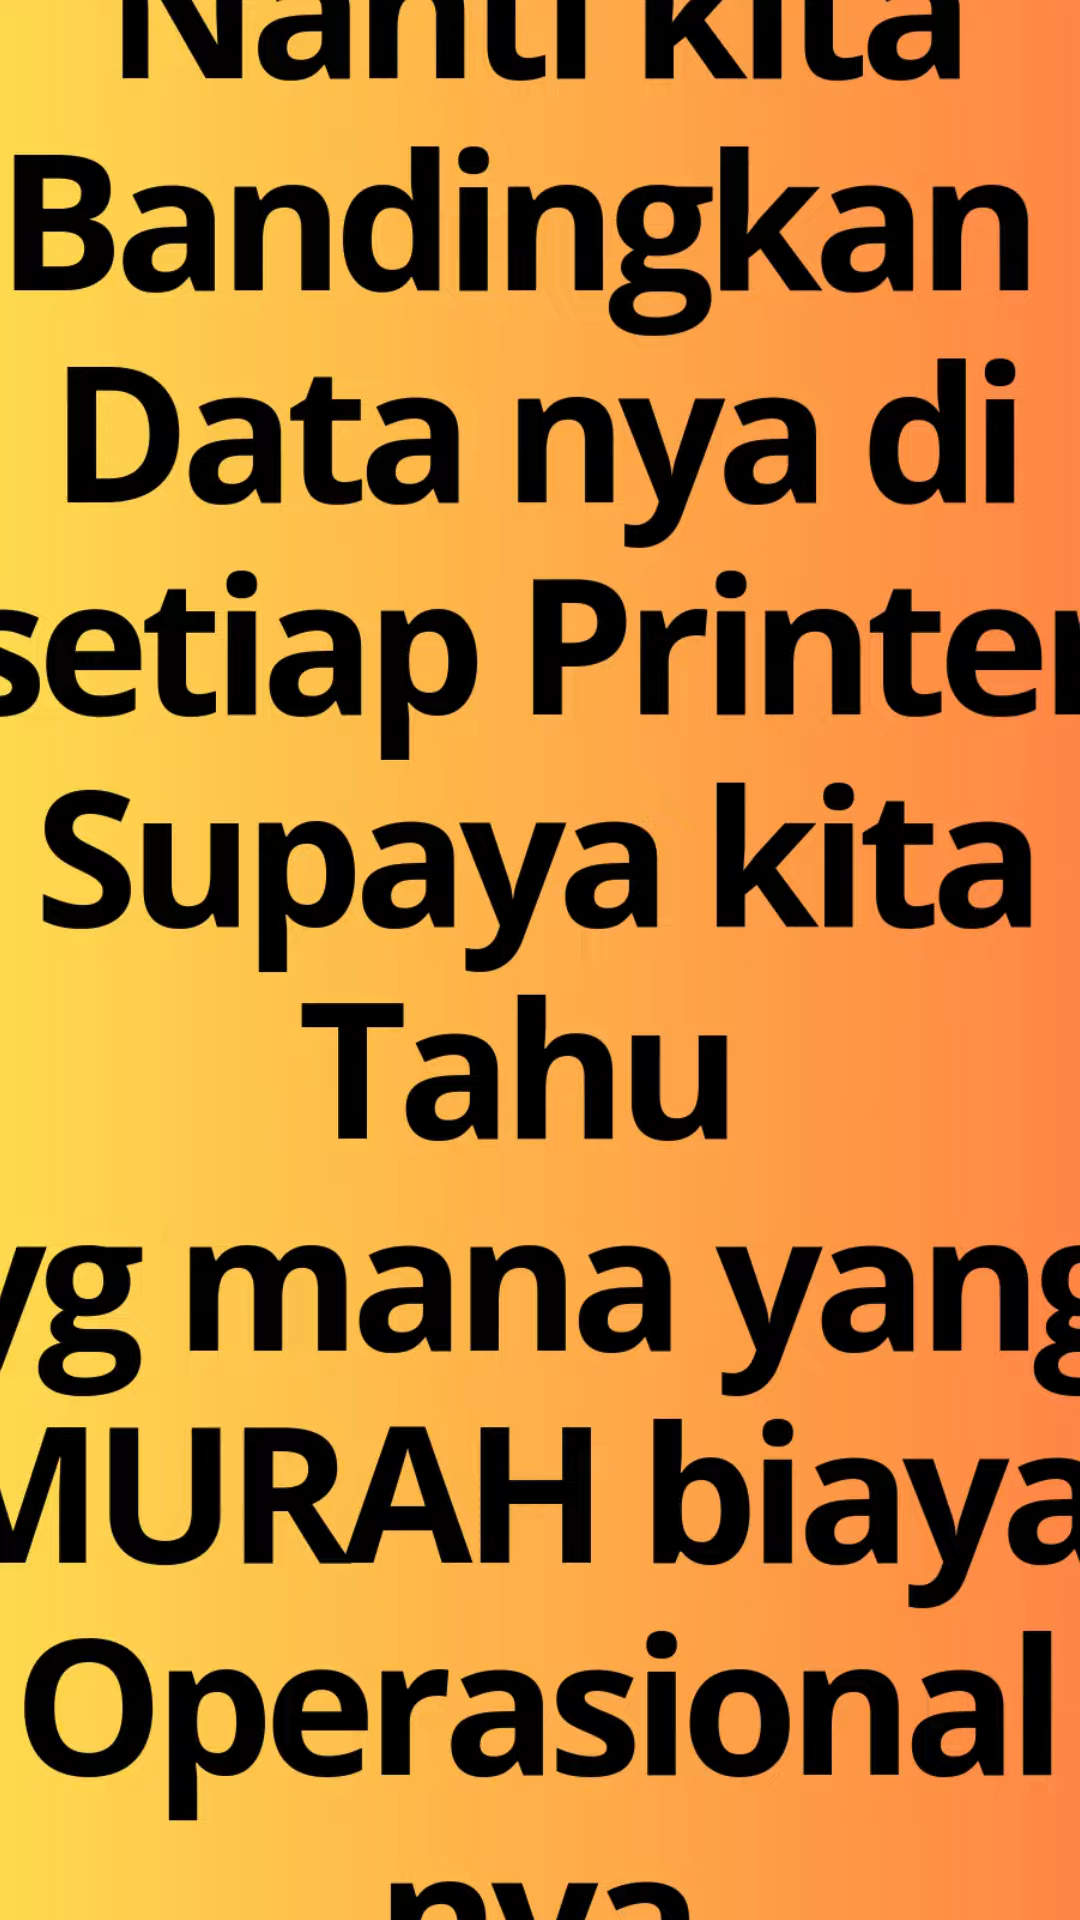 Nanti kita
Bandingkan
Data nya di
setiap Printer
Supaya kita
Tahu
yg mana yang
MURAH biaya
Operasional
nya